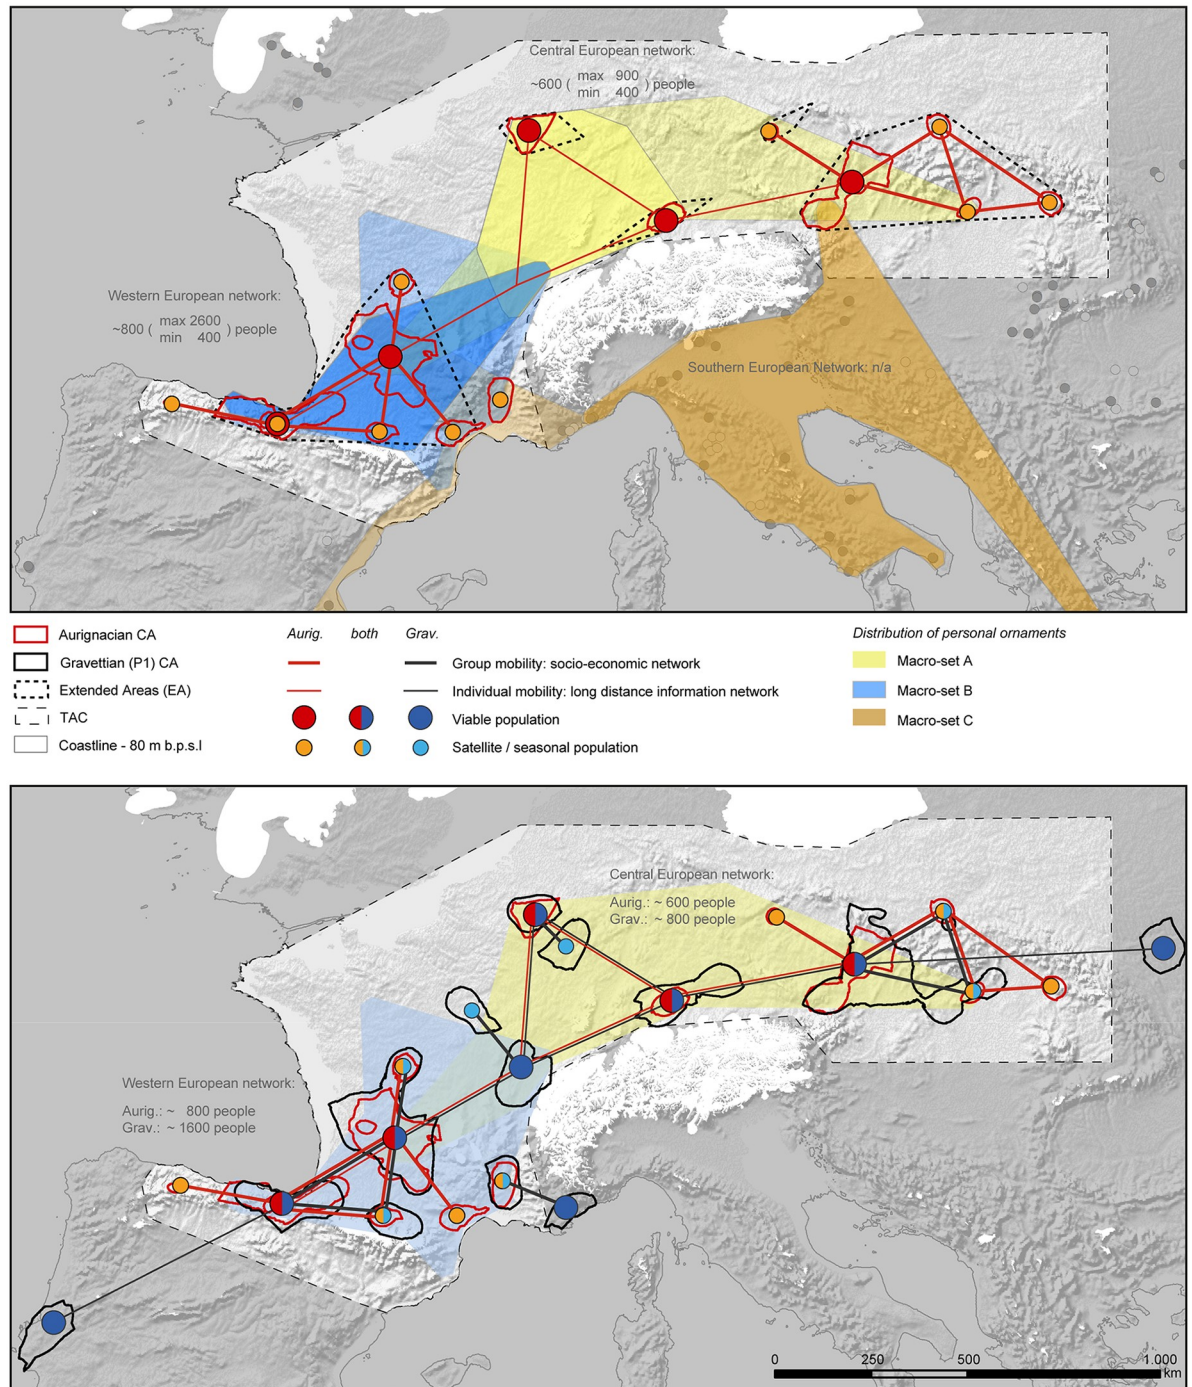 Central European network:
~600 ( max 900 min 400 ) people
Western European network:
~800 ( max 2600 min 400 ) people
Southern European Network: n/a
Aurignacian CA
Gravettian (P1) CA
Extended Areas (EA)
TAC
Coastline - 80 m b.p.s.l
Aurig. both Grav.
Group mobility: socio-economic network
Individual mobility: long distance information network
Viable population
Satellite / seasonal population
Distribution of personal ornaments
Macro-set A
Macro-set B
Macro-set C
Central European network:
Aurig.: ~ 600 people
Grav.: ~ 800 people
Western European network:
Aurig.: ~ 800 people
Grav.: ~ 1600 people
0 250 500 1.000
km